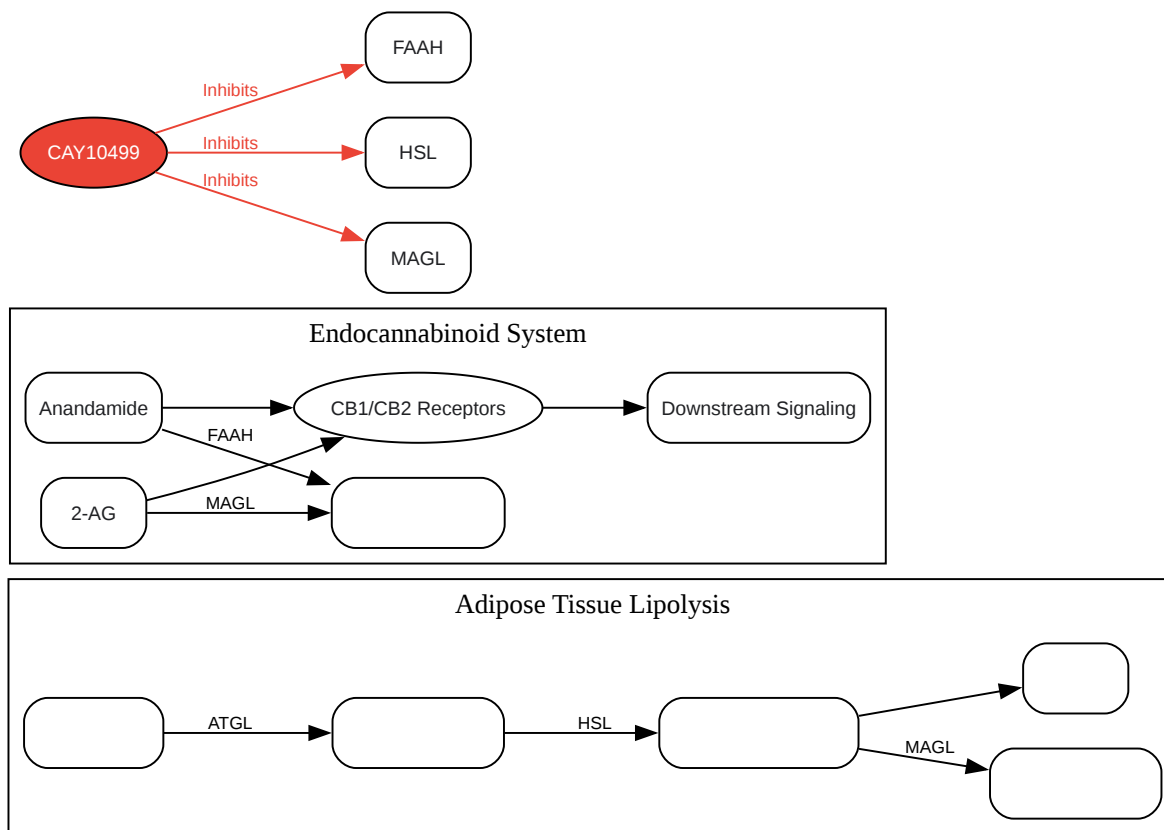 FAAH
Inhibits
CAY10499
Inhibits
HSL
Inhibits
MAGL
Endocannabinoid System
Anandamide
CB1/CB2 Receptors
Downstream Signaling
FAAH
2-AG
MAGL
Adipose Tissue Lipolysis
ATGL
HSL
MAGL